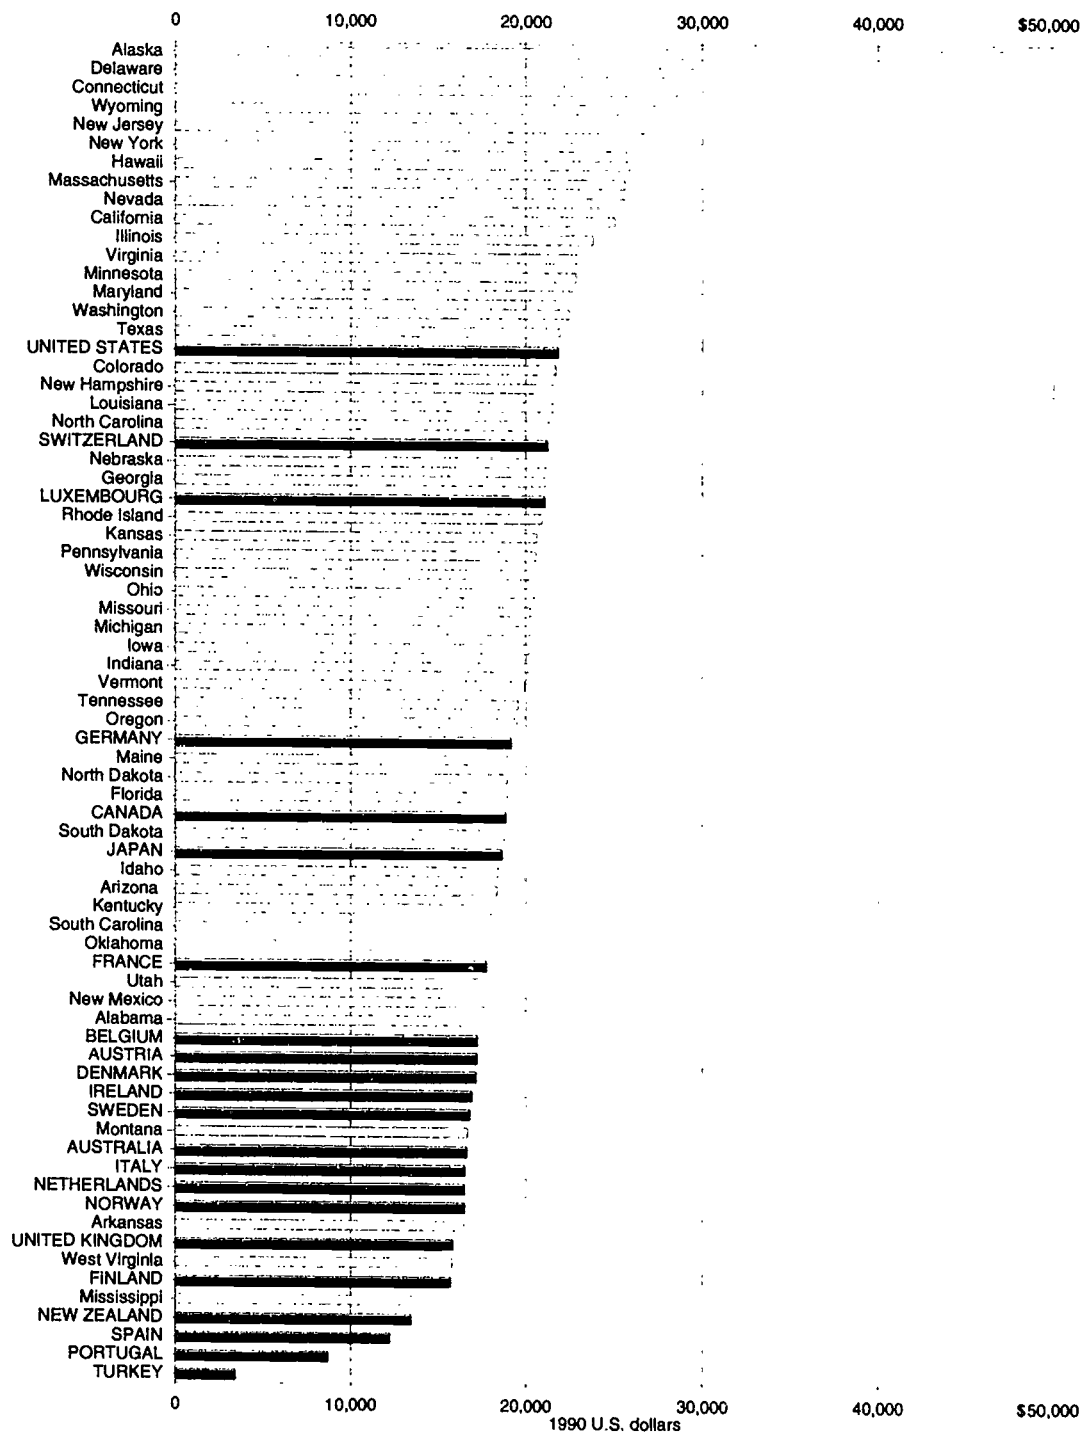 0 10,000 20,000 30,000 40,000 $50,000
Alaska
Delaware
Connecticut
Wyoming
New Jersey
New York
Hawaii
Massachusetts
Nevada
California
Illinois
Virginia
Minnesota
Maryland
Washington
Texas
UNITED STATES
Colorado
New Hampshire
Louisiana
North Carolina
SWITZERLAND
Nebraska
Georgia
LUXEMBOURG
Rhode Island
Kansas
Pennsylvania
Wisconsin
Ohio
Missouri
Michigan
Iowa
Indiana
Vermont
Tennessee
Oregon
GERMANY
Maine
North Dakota
Florida
CANADA
South Dakota
JAPAN
Idaho
Arizona
Kentucky
South Carolina
Oklahoma
FRANCE
Utah
New Mexico
Alabama
BELGIUM
AUSTRIA
DENMARK
IRELAND
SWEDEN
Montana
AUSTRALIA
ITALY
NETHERLANDS
NORWAY
Arkansas
UNITED KINGDOM
West Virginia
FINLAND
Mississippi
NEW ZEALAND
SPAIN
PORTUGAL
TURKEY
0 10,000 20,000 30,000 40,000 $50,000
1990 U.S. dollars